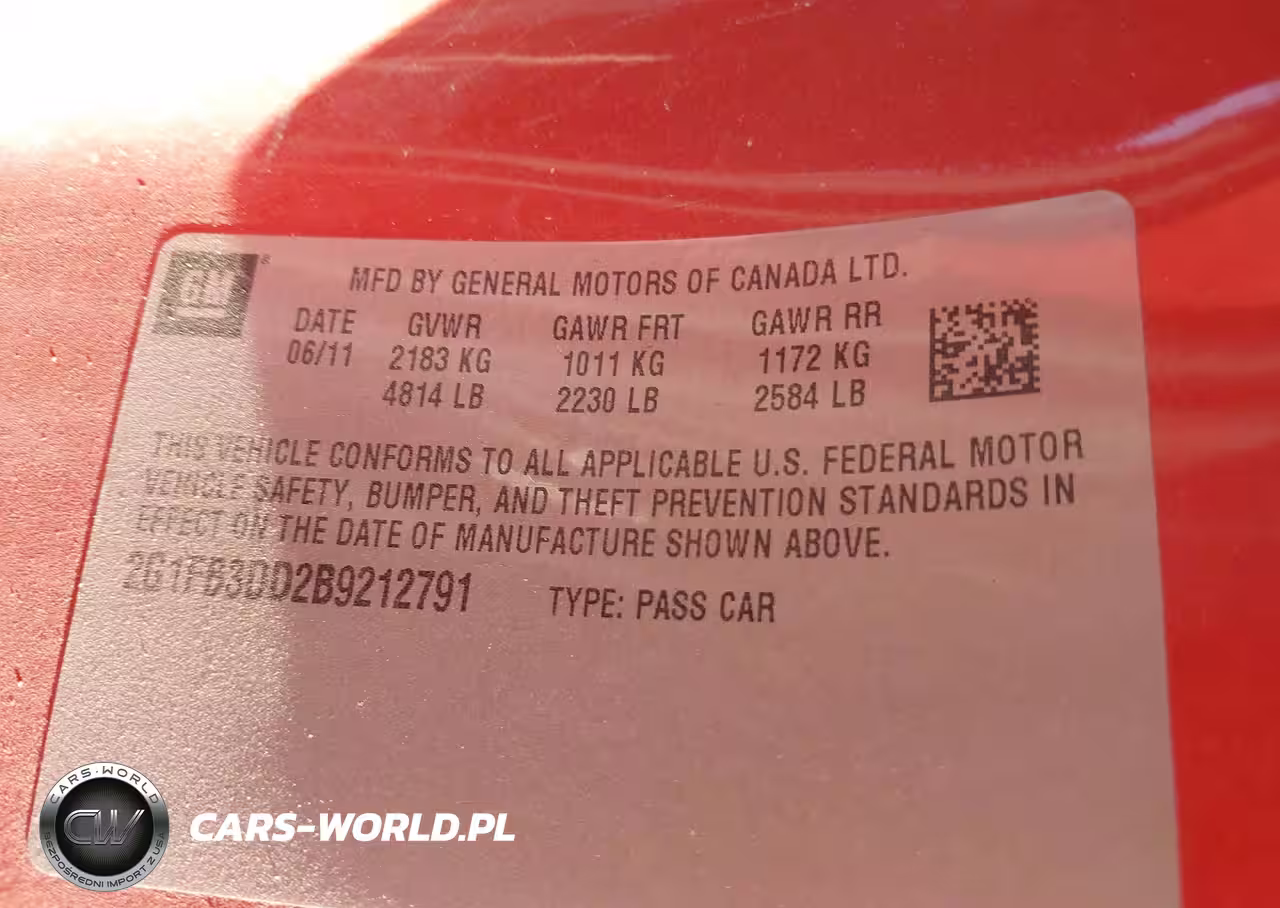 GM®
MFD BY GENERAL MOTORS OF CANADA LTD.
DATE GVWR GAWR FRT GAWR RR
06/11 2183 KG 1011 KG 1172 KG
4814 LB 2230 LB 2584 LB
THIS VEHICLE CONFORMS TO ALL APPLICABLE U.S. FEDERAL MOTOR
VEHICLE SAFETY, BUMPER, AND THEFT PREVENTION STANDARDS IN
EFFECT ON THE DATE OF MANUFACTURE SHOWN ABOVE.
2G1FB3DD2B9212791 TYPE: PASS CAR
CARS-WORLD
CW
BEZPOŚREDNI IMPORT Z USA
CARS-WORLD.PL